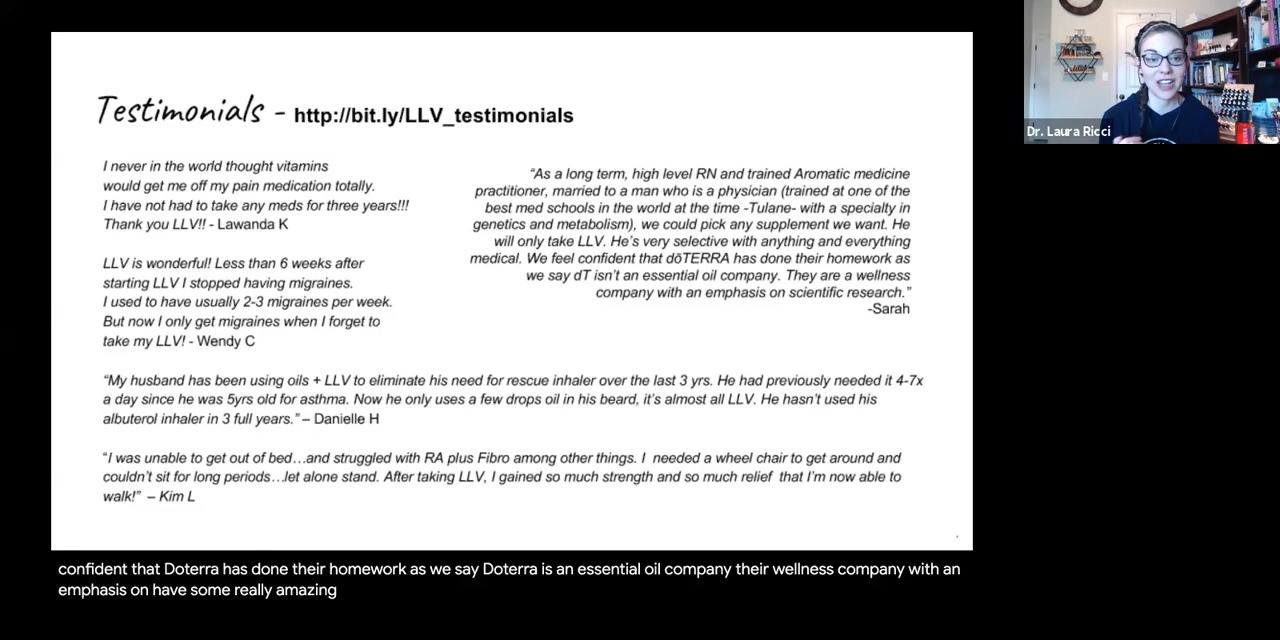 Testimonials - http://bit.ly/LLV_testimonials
I never in the world thought vitamins
would get me off my pain medication totally.
I have not had to take any meds for three years!!!
Thank you LLV!! - Lawanda K
LLV is wonderful! Less than 6 weeks after
starting LLV I stopped having migraines.
I used to have usually 2-3 migraines per week.
But now I only get migraines when I forget to
take my LLV! - Wendy C
“As a long term, high level RN and trained Aromatic medicine
practitioner, married to a man who is a physician (trained at one of the
best med schools in the world at the time -Tulane- with a specialty in
genetics and metabolism), we could pick any supplement we want. He
will only take LLV. He’s very selective with anything and everything
medical. We feel confident that dōTERRA has done their homework as
we say dT isn’t an essential oil company. They are a wellness
company with an emphasis on scientific research.”
-Sarah
“My husband has been using oils + LLV to eliminate his need for rescue inhaler over the last 3 yrs. He had previously needed it 4-7x
a day since he was 5yrs old for asthma. Now he only uses a few drops oil in his beard, it’s almost all LLV. He hasn’t used his
albuterol inhaler in 3 full years.” – Danielle H
“I was unable to get out of bed…and struggled with RA plus Fibro among other things. I needed a wheel chair to get around and
couldn’t sit for long periods…let alone stand. After taking LLV, I gained so much strength and so much relief that I’m now able to
walk!” – Kim L
Dr. Laura Ricci
confident that Doterra has done their homework as we say Doterra is an essential oil company their wellness company with an
emphasis on have some really amazing